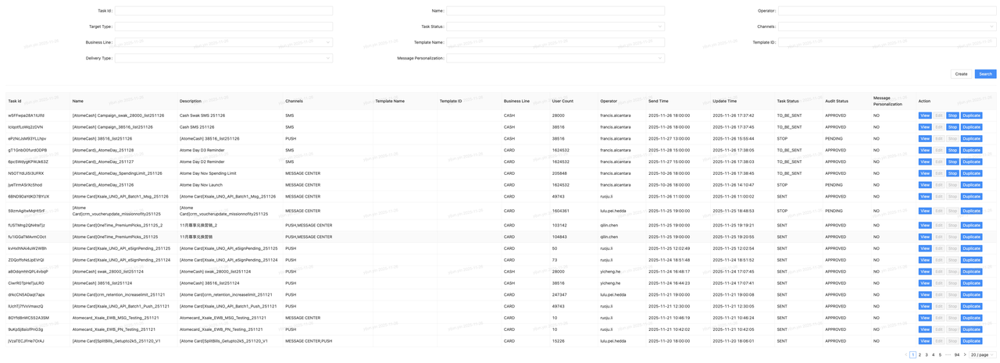 Task Id: Name: Operator:
Target Type: Task Status: Channels:
Business Line: Template Name: Template ID:
Delivery Type: Message Personalization:
Create Search
Task id Name Description Channels Template Name Template ID Business Line User Count Operator Send Time Update Time Task Status Audit Status Message Personalization Action
[AtomeCash] Campaign_swak_28000_list251126 Cash Swak SMS 251126 SMS CASH 28000 francis.alcantara 2025-11-26 18:00:00 2025-11-26 17:37:42 TO_BE_SENT APPROVED NO View Edit Stop Duplicate
[AtomeCash] Campaign_38516_list251126 Cash SMS 251126 SMS CASH 38516 francis.alcantara 2025-11-26 18:00:00 2025-11-26 17:38:22 TO_BE_SENT APPROVED NO View Edit Stop Duplicate
[AtomeCash] 38516_list251126 [AtomeCash] 38516_list251126 PUSH CASH 38516 francis.alcantara 2025-11-27 13:00:00 2025-11-26 15:55:44 STOP PENDING NO View Edit Stop Duplicate
[AtomeCard]_AtomeDay_251128 Atome Day D3 Reminder SMS CARD 1624532 francis.alcantara 2025-11-28 15:00:00 2025-11-26 17:38:05 TO_BE_SENT APPROVED NO View Edit Stop Duplicate
[AtomeCard]_AtomeDay_251127 Atome Day D2 Reminder SMS CARD 1624532 francis.alcantara 2025-11-27 15:00:00 2025-11-26 17:38:03 TO_BE_SENT APPROVED NO View Edit Stop Duplicate
[AtomeCard]_AtomeDay_SpendingLimit_251126 Atome Day Nov Spending Limit MESSAGE CENTER CARD 205848 francis.alcantara 2025-10-26 18:00:00 2025-11-26 17:38:45 TO_BE_SENT APPROVED NO View Edit Stop Duplicate
[AtomeCard]_AtomeDay_251126 Atome Day Nov Launch MESSAGE CENTER CARD 1624532 francis.alcantara 2025-11-26 18:00:00 2025-11-26 14:10:47 STOP PENDING NO View Edit Stop Duplicate
[Atome Card]Xsale_UNO_API_Batch1_Msg_251126 [Atome Card]Xsale_UNO_API_Batch1_Msg_251126 MESSAGE CENTER CARD 49743 ruoju.li 2025-11-26 11:00:00 2025-11-26 11:00:02 SENT APPROVED NO View Edit Stop Duplicate
[Atome Card]crm_voucherupdate_missionnotify251125 [Atome Card]crm_voucherupdate_missionnotify251125 MESSAGE CENTER CARD 1604361 lulu.pei.hedda 2025-11-25 19:00:00 2025-11-25 18:48:53 STOP PENDING NO View Edit Stop Duplicate
[Atome Card]OneTime_PremiumPicks_251125_2 11月尊享兑换营销_2 PUSH,MESSAGE CENTER CARD 103142 qilin.chen 2025-11-25 19:00:00 2025-11-25 19:19:21 SENT APPROVED NO View Edit Stop Duplicate
[Atome Card]OneTime_PremiumPicks_251125 11月尊享兑换营销 PUSH,MESSAGE CENTER CARD 104843 qilin.chen 2025-11-25 19:00:00 2025-11-25 19:20:55 SENT APPROVED NO View Edit Stop Duplicate
[Atome Card]Xsale_UNO_API_eSignPending_251125 [Atome Card]Xsale_UNO_API_eSignPending_251125 PUSH CARD 50 ruoju.li 2025-11-25 12:02:49 2025-11-25 12:02:54 SENT APPROVED NO View Edit Stop Duplicate
[Atome Card]Xsale_UNO_API_eSignPending_251124 [Atome Card]Xsale_UNO_API_eSignPending_251124 PUSH CARD 73 ruoju.li 2025-11-24 18:51:48 2025-11-24 18:51:52 SENT APPROVED NO View Edit Stop Duplicate
[AtomeCash] swak_28000_list251124 [AtomeCash] swak_28000_list251124 PUSH CASH 28000 yicheng.he 2025-11-24 16:48:17 2025-11-24 17:07:45 SENT APPROVED NO View Edit Stop Duplicate
[AtomeCash] 38516_list251124 [AtomeCash] 38516_list251124 PUSH CASH 38516 yicheng.he 2025-11-24 16:44:23 2025-11-24 17:07:41 SENT APPROVED NO View Edit Stop Duplicate
[Atome Card]crm_retention_increaselimit_251121 [Atome Card]crm_retention_increaselimit_251121 PUSH CARD 247347 lulu.pei.hedda 2025-11-21 19:00:00 2025-11-21 19:00:08 SENT APPROVED NO View Edit Stop Duplicate
[Atome Card]Xsale_UNO_API_Batch1_Push_251121 [Atome Card]Xsale_UNO_API_Batch1_Push_251121 PUSH CARD 49743 ruoju.li 2025-11-21 12:30:00 2025-11-21 12:30:05 SENT APPROVED NO View Edit Stop Duplicate
Atomecard_Xsale_EWB_MSG_Testing_251121 Atomecard_Xsale_EWB_MSG_Testing_251121 MESSAGE CENTER CARD 10 ruoju.li 2025-11-21 10:46:19 2025-11-21 10:46:24 SENT APPROVED NO View Edit Stop Duplicate
Atomecard_Xsale_EWB_PN_Testing_251121 Atomecard_Xsale_EWB_PN_Testing_251121 PUSH CARD 10 ruoju.li 2025-11-21 10:42:02 2025-11-21 10:42:05 SENT APPROVED NO View Edit Stop Duplicate
[Atome Card]SplitBills_Getupto2k5_251120_V1 [Atome Card]SplitBills_Getupto2k5_251120_V1 MESSAGE CENTER,PUSH CARD 15226 lulu.pei.hedda 2025-11-20 18:00:00 2025-11-20 18:06:01 SENT APPROVED NO View Edit Stop Duplicate
< 1 2 3 4 5 ••• 94 > 20 / page